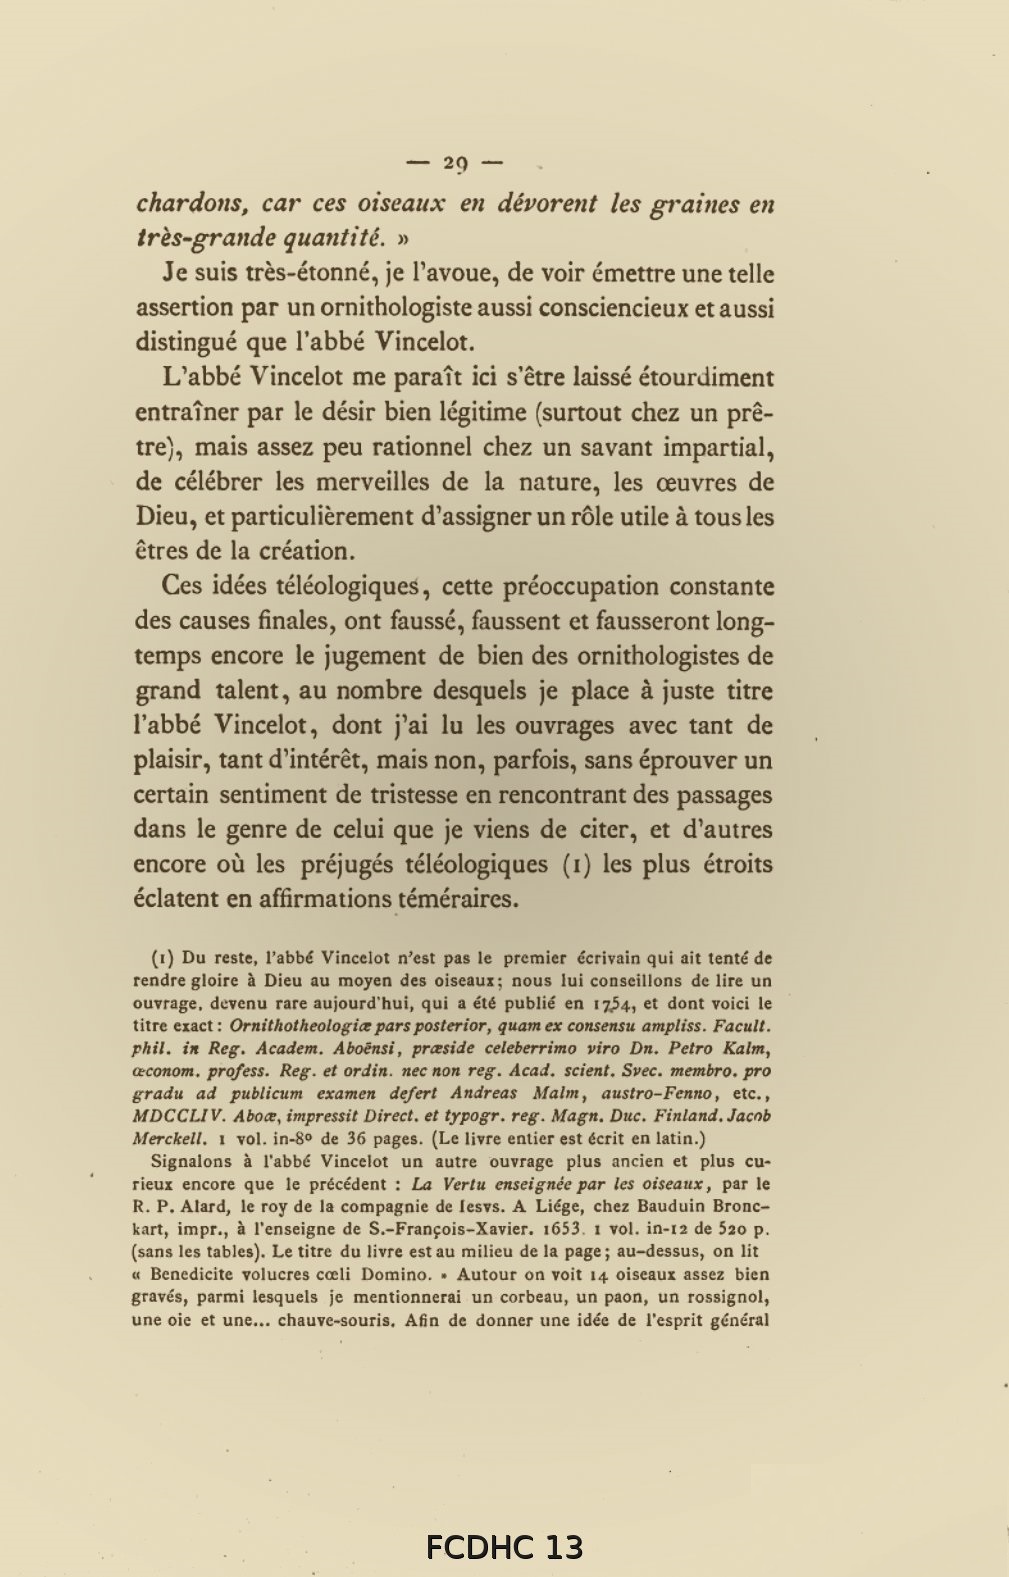 — 29 —
chardons, car ces oiseaux en dévorent les graines en
très-grande quantité. »
Je suis très-étonné, je l'avoue, de voir émettre une telle
assertion par un ornithologiste aussi consciencieux et aussi
distingué que l'abbé Vincelot.
L'abbé Vincelot me paraît ici s'être laissé étourdiment
entraîner par le désir bien légitime (surtout chez un prê-
tre), mais assez peu rationnel chez un savant impartial,
de célébrer les merveilles de la nature, les œuvres de
Dieu, et particulièrement d'assigner un rôle utile à tous les
êtres de la création.
Ces idées téléologiques, cette préoccupation constante
des causes finales, ont faussé, faussent et fausseront long-
temps encore le jugement de bien des ornithologistes de
grand talent, au nombre desquels je place à juste titre
l'abbé Vincelot, dont j'ai lu les ouvrages avec tant de
plaisir, tant d'intérêt, mais non, parfois, sans éprouver un
certain sentiment de tristesse en rencontrant des passages
dans le genre de celui que je viens de citer, et d'autres
encore où les préjugés téléologiques (1) les plus étroits
éclatent en affirmations téméraires.
(1) Du reste, l'abbé Vincelot n'est pas le premier écrivain qui ait tenté de
rendre gloire à Dieu au moyen des oiseaux; nous lui conseillons de lire un
ouvrage, devenu rare aujourd'hui, qui a été publié en 1754, et dont voici le
titre exact : Ornithotheologiæ pars posterior, quam ex consensu ampliss. Facult.
phil. in Reg. Academ. Aboënsi, præside celeberrimo viro Dn. Petro Kalm,
œconom. profess. Reg. et ordin. nec non reg. Acad. scient. Svec. membro. pro
gradu ad publicum examen defert Andreas Malm, austro-Fenno, etc.,
MDCCLIV. Aboæ, impressit Direct. et typogr. reg. Magn. Duc. Finland. Jacob
Merckell. 1 vol. in-8º de 36 pages. (Le livre entier est écrit en latin.)
Signalons à l'abbé Vincelot un autre ouvrage plus ancien et plus cu-
rieux encore que le précédent : La Vertu enseignée par les oiseaux, par le
R. P. Alard, le roy de la compagnie de Iesvs. A Liége, chez Bauduin Bronc-
kart, impr., à l'enseigne de S.-François-Xavier. 1653. 1 vol. in-12 de 520 p.
(sans les tables). Le titre du livre est au milieu de la page; au-dessus, on lit
« Benedicite volucres cœli Domino. » Autour on voit 14 oiseaux assez bien
gravés, parmi lesquels je mentionnerai un corbeau, un paon, un rossignol,
une oie et une... chauve-souris. Afin de donner une idée de l'esprit général
FCDHC 13